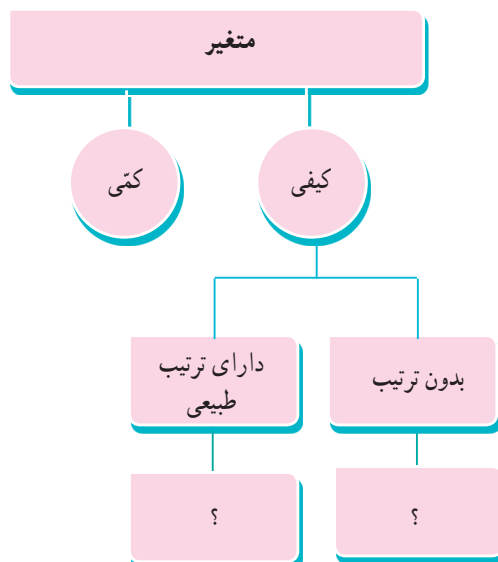 متغیر
کیفی
کمّی
بدون ترتیب
دارای ترتیب
طبیعی
؟
؟